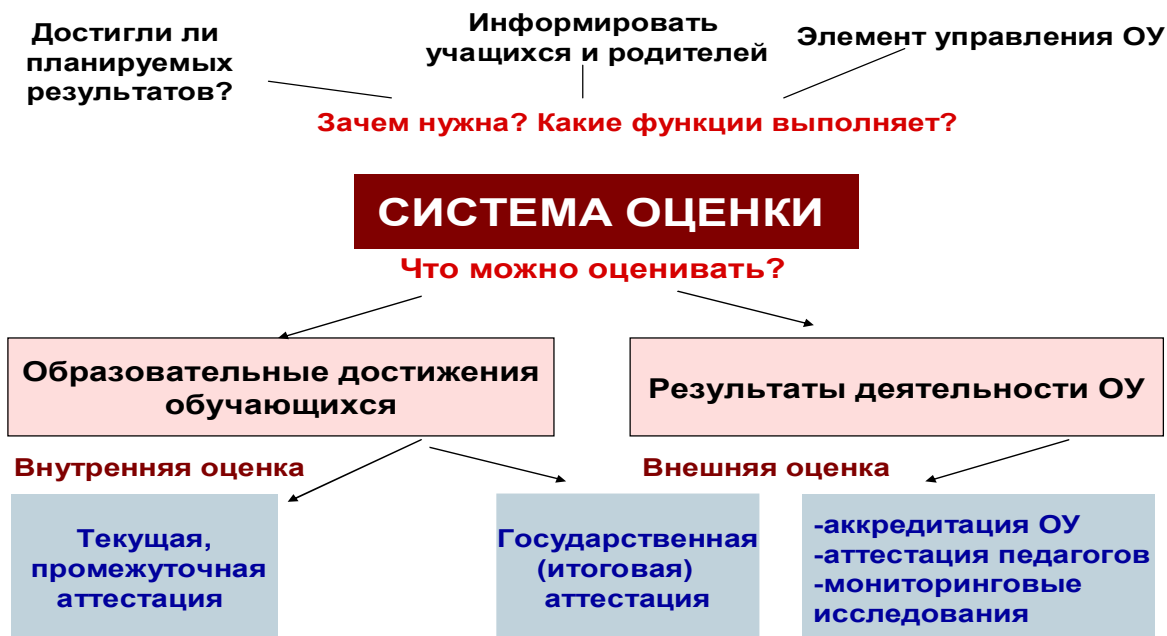 Достигли ли
планируемых
результатов?
Информировать
учащихся и родителей
Элемент управления ОУ
Зачем нужна? Какие функции выполняет?
СИСТЕМА ОЦЕНКИ
Что можно оценивать?
Образовательные достижения
обучающихся
Результаты деятельности ОУ
Внутренняя оценка
Внешняя оценка
Текущая,
промежуточная
аттестация
Государственная
(итоговая)
аттестация
-аккредитация ОУ
-аттестация педагогов
-мониторинговые
исследования